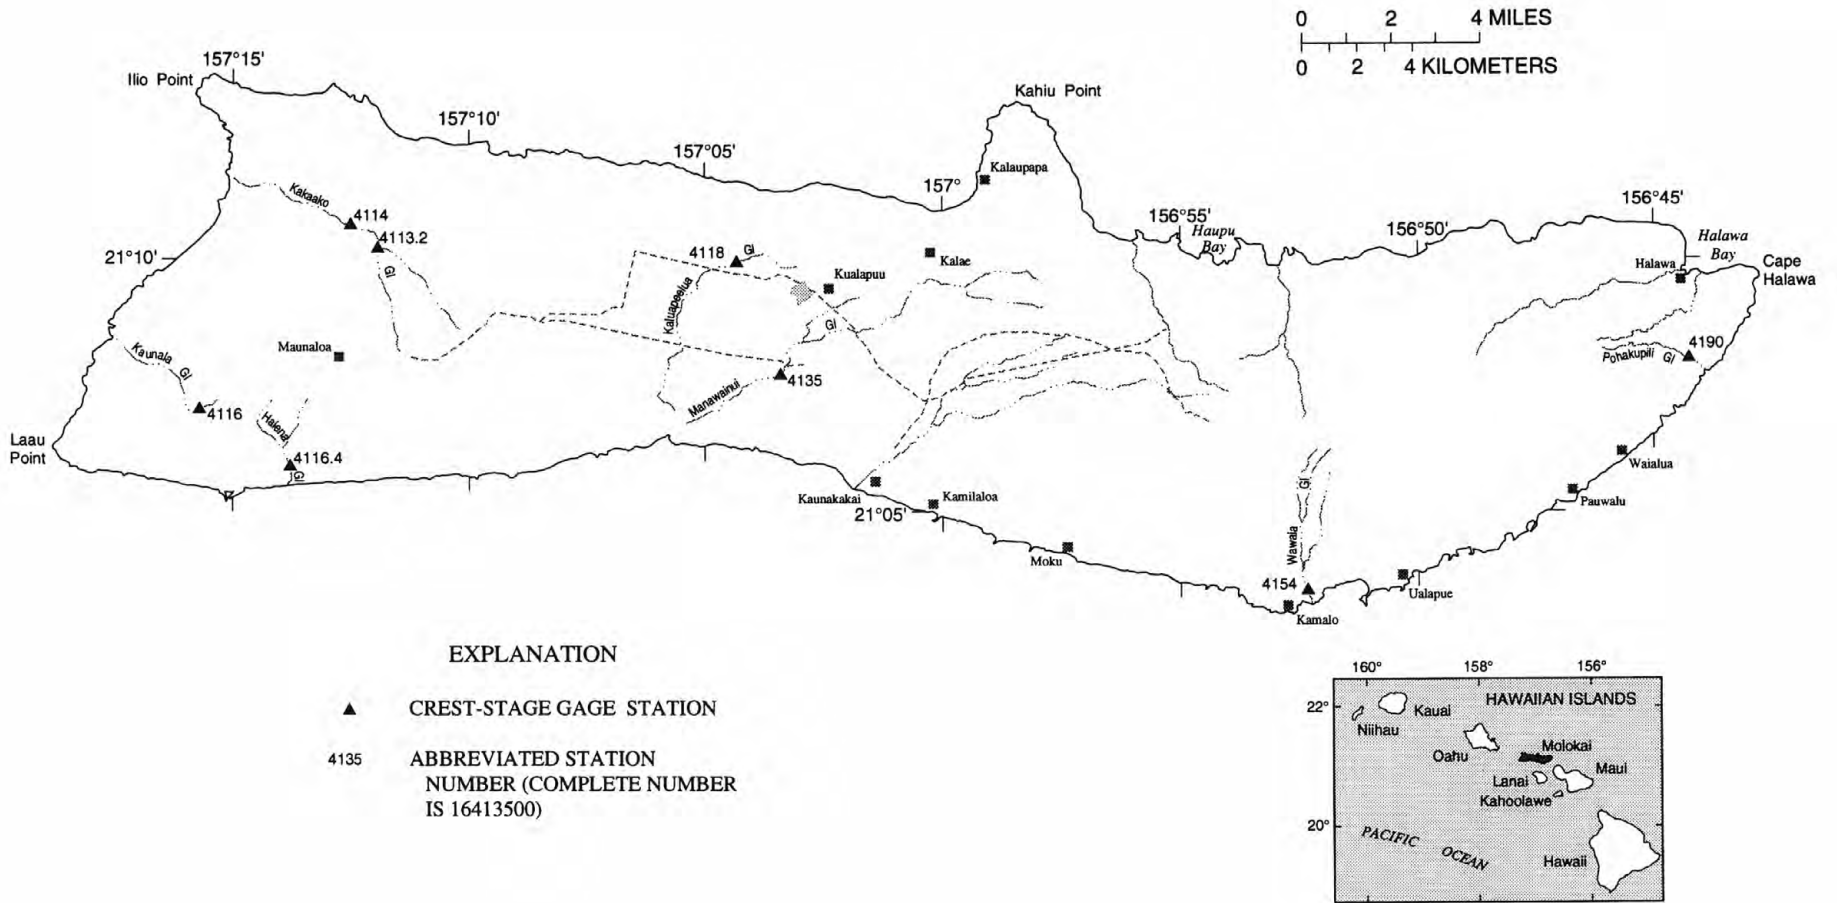 0 2 4 MILES
0 2 4 KILOMETERS
157°15'
Ilio Point
157°10'
157°05'
157°
Kahiu Point
Kalaupapa
156°55'
Haupu
Bay
156°50'
156°45'
Halawa
Bay
Halawa
Cape
Halawa
Kakaako
4114
4113.2
Gl
21°10'
4118
Gl
Kualapuu
Kalae
Kaluapeelua
Gl
Maunaloa
Kaunala
Gl
4116
Halena
4116.4
Gl
Laau
Point
Manawainui
4135
Pohakupili Gl
4190
Waialua
Pauwalu
Kaunakakai
Kamilaloa
21°05'
Moku
Gl
Wawaia
4154
Kamalo
Ualapue
EXPLANATION
CREST-STAGE GAGE STATION
4135 ABBREVIATED STATION
NUMBER (COMPLETE NUMBER
IS 16413500)
160° 158° 156°
HAWAIIAN ISLANDS
22°
Kauai
Niihau
Oahu
Molokai
Lanai
Maui
Kahoolawe
20°
PACIFIC OCEAN
Hawaii